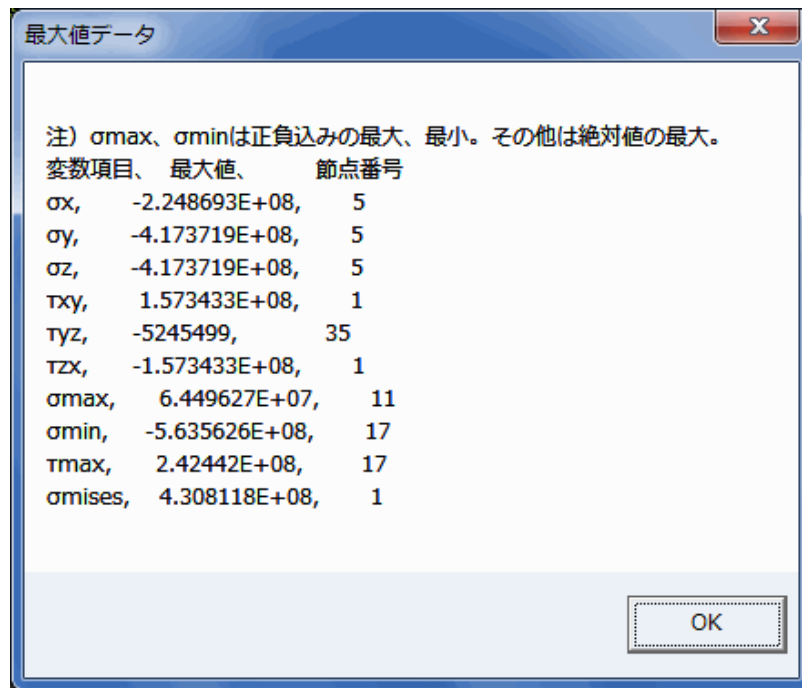 最大値データ
注）σmax、σminは正負込みの最大、最小。その他は絶対値の最大。
変数項目、 最大値、 節点番号
σx, -2.248693E+08, 5
σy, -4.173719E+08, 5
σz, -4.173719E+08, 5
τxy, 1.573433E+08, 1
τyz, -5245499, 35
τzx, -1.573433E+08, 1
σmax, 6.449627E+07, 11
σmin, -5.635626E+08, 17
τmax, 2.42442E+08, 17
σmises, 4.308118E+08, 1
OK